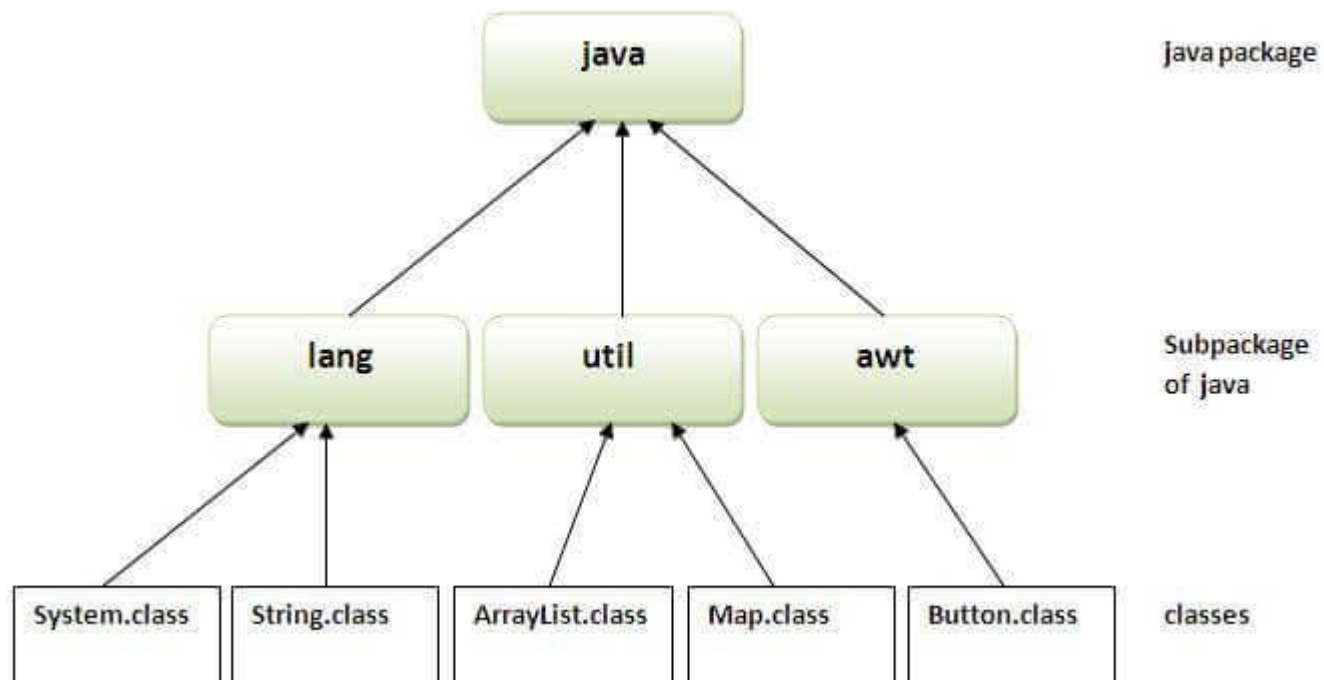 java
java package
lang
util
awt
Subpackage
of java
System.class
String.class
ArrayList.class
Map.class
Button.class
classes